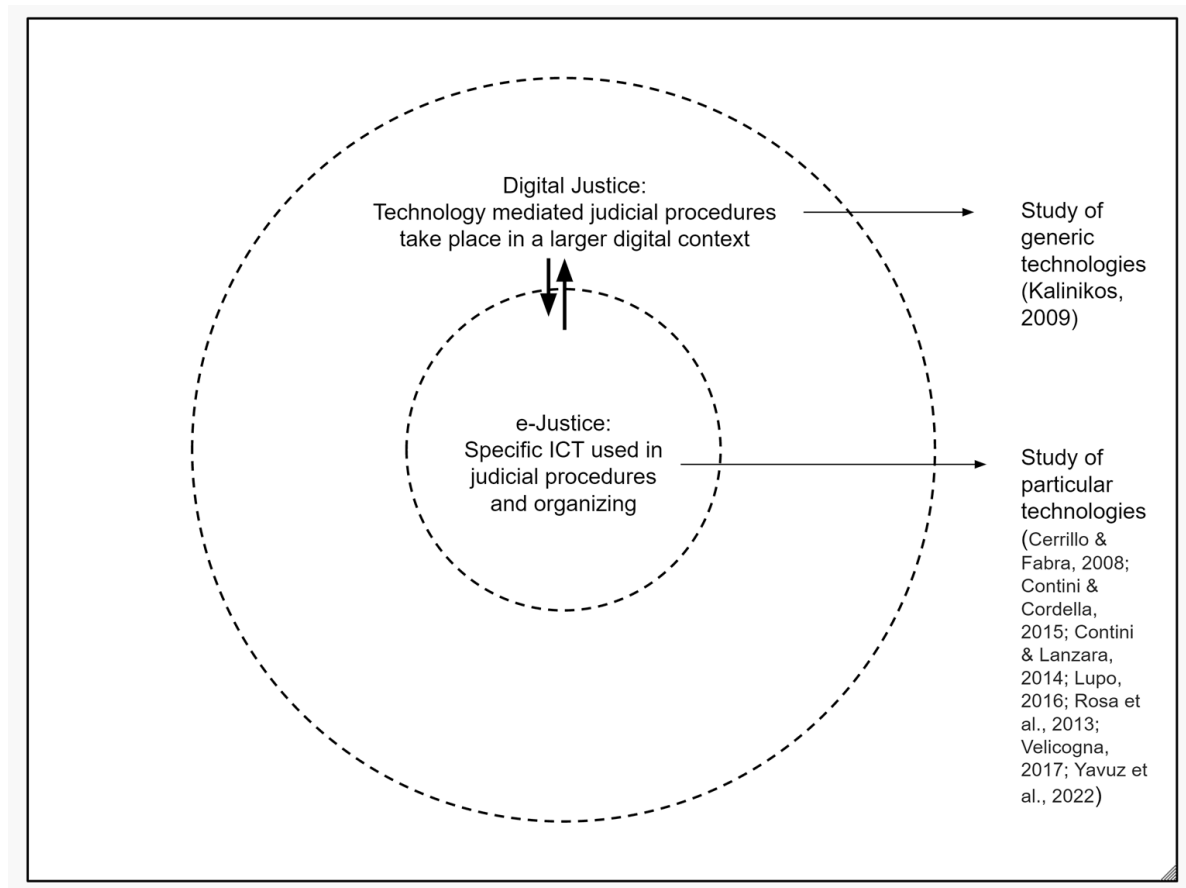 Digital Justice:
Technology mediated judicial procedures
take place in a larger digital context
Study of
generic
technologies
(Kalinikos,
2009)
e-Justice:
Specific ICT used in
judicial procedures
and organizing
Study of
particular
technologies
(Cerrillo &
Fabra, 2008;
Contini &
Cordella,
2015; Contini
& Lanzara,
2014; Lupo,
2016; Rosa et
al., 2013;
Velicogna,
2017; Yavuz et
al., 2022)